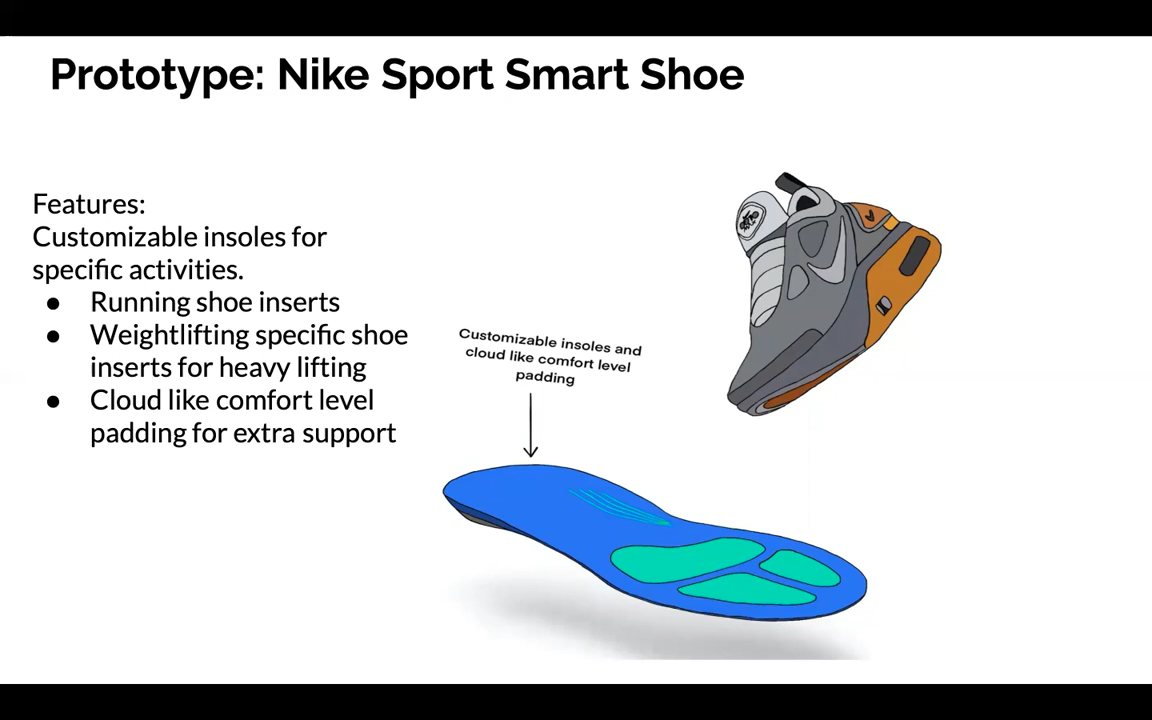 Prototype: Nike Sport Smart Shoe
Features:
Customizable insoles for
specific activities.
● Running shoe inserts
● Weightlifting specific shoe
inserts for heavy lifting
● Cloud like comfort level
padding for extra support
Customizable insoles and
cloud like comfort level
padding